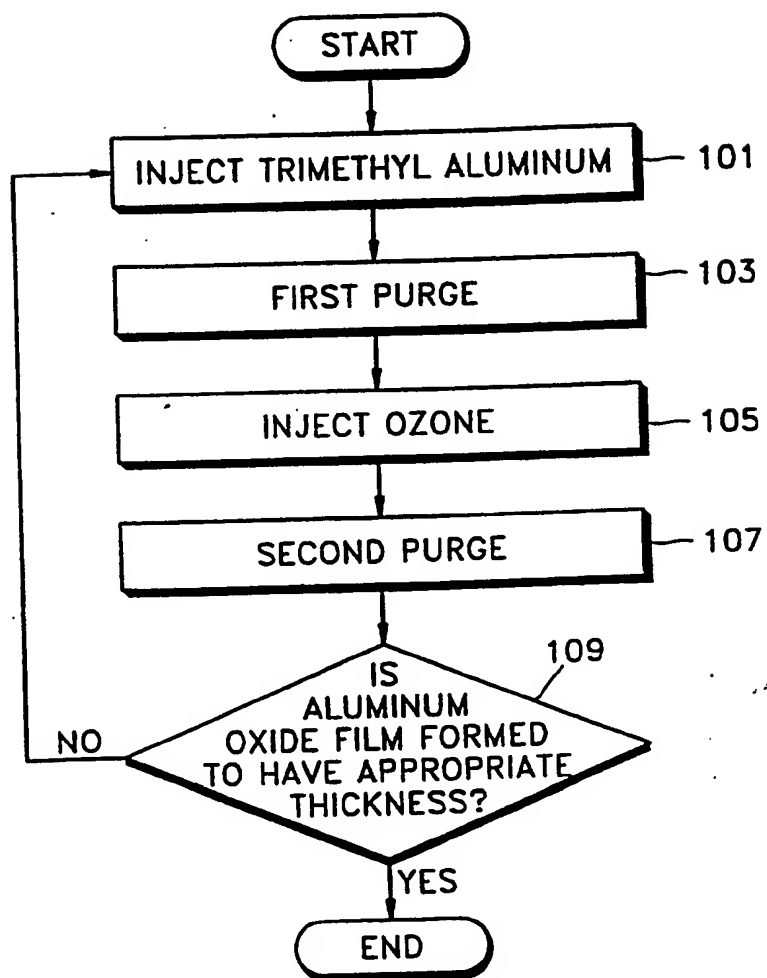 START
INJECT TRIMETHYL ALUMINUM
101
FIRST PURGE
103
INJECT OZONE
105
SECOND PURGE
107
109
IS
ALUMINUM
OXIDE FILM FORMED
TO HAVE APPROPRIATE
THICKNESS?
NO
YES
END